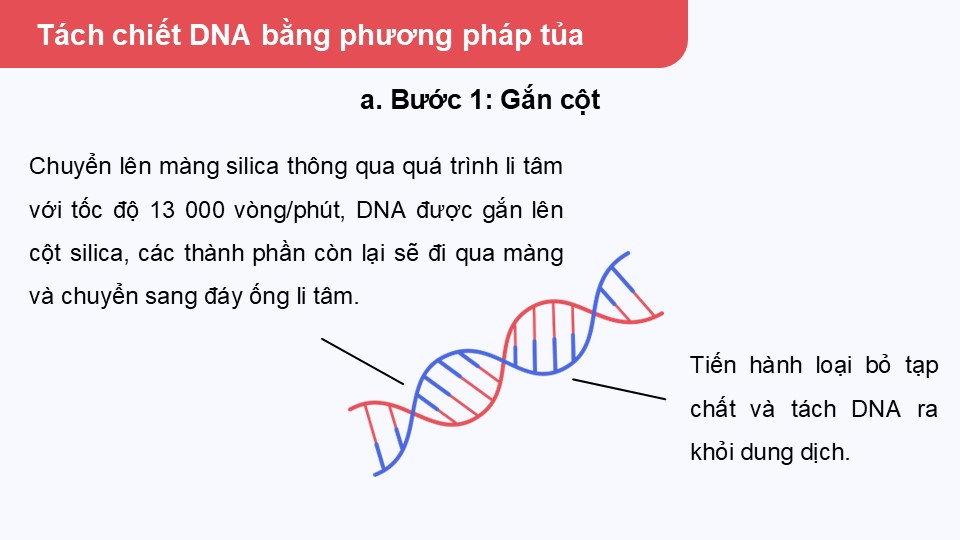 Tách chiết DNA bằng phương pháp tủa
a. Bước 1: Gắn cột
Chuyển lên màng silica thông qua quá trình li tâm
với tốc độ 13 000 vòng/phút, DNA được gắn lên
cột silica, các thành phần còn lại sẽ đi qua màng
và chuyển sang đáy ống li tâm.
Tiến hành loại bỏ tạp
chất và tách DNA ra
khỏi dung dịch.